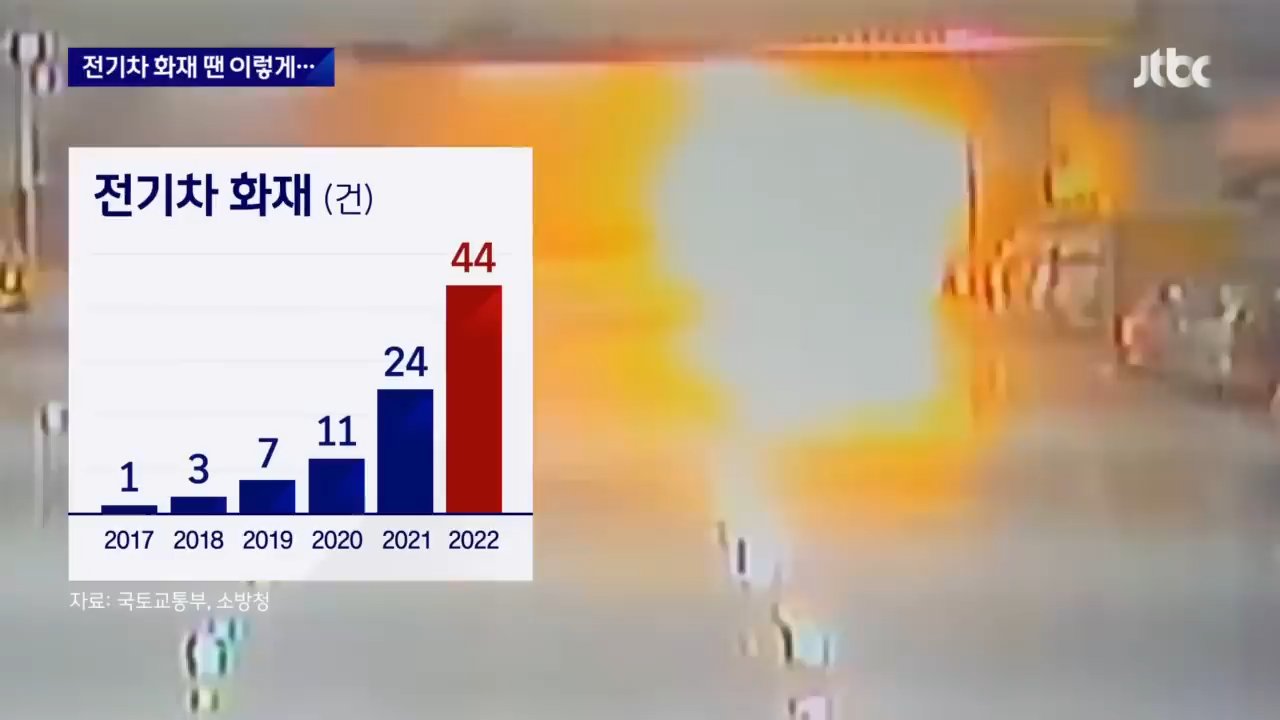 전기차 화재 땐 이렇게…
jtbc
전기차 화재 (건)
44
24
11
7
3
1
2017 2018 2019 2020 2021 2022
자료: 국토교통부, 소방청